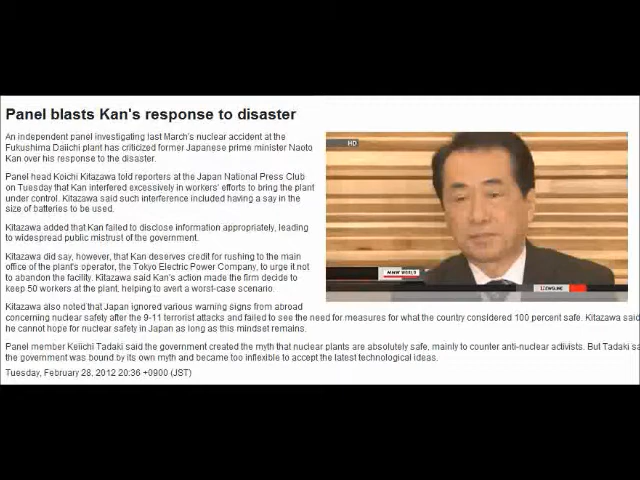 Panel blasts Kan's response to disaster
An independent panel investigating last March's nuclear accident at the
Fukushima Daiichi plant has criticized former Japanese prime minister Naoto
Kan over his response to the disaster.
Panel head Koichi Kitazawa told reporters at the Japan National Press Club
on Tuesday that Kan interfered excessively in workers' efforts to bring the plant
under control. Kitazawa said such interference included having a say in the
size of batteries to be used.
Kitazawa added that Kan failed to disclose information appropriately, leading
to widespread public mistrust of the government.
Kitazawa did say, however, that Kan deserves credit for rushing to the main
office of the plant's operator, the Tokyo Electric Power Company, to urge it not
to abandon the facility. Kitazawa said Kan's action made the firm decide to
keep 50 workers at the plant, helping to avert a worst-case scenario.
Kitazawa also noted that Japan ignored various warning signs from abroad
concerning nuclear safety after the 9-11 terrorist attacks and failed to see the need for measures for what the country considered 100 percent safe. Kitazawa said
he cannot hope for nuclear safety in Japan as long as this mindset remains.
Panel member Keiichi Tadaki said the government created the myth that nuclear plants are absolutely safe, mainly to counter anti-nuclear activists. But Tadaki sa
the government was bound by its own myth and became too inflexible to accept the latest technological ideas.
Tuesday, February 28, 2012 20:36 +0900 (JST)
HD
NHK WORLD
NEWSLINE